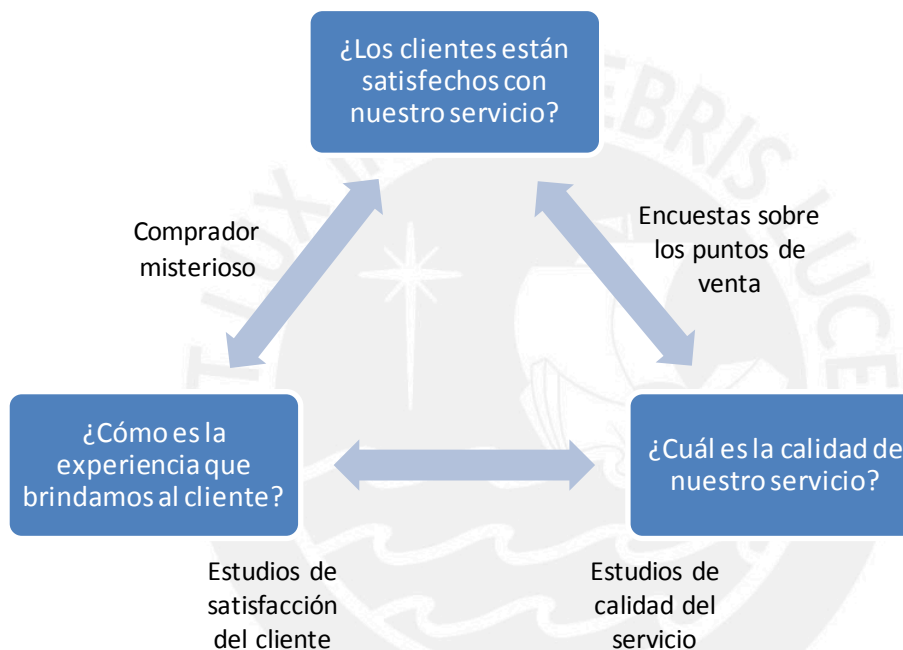 ¿Los clientes están
satisfechos con
nuestro servicio?
Comprador
misterioso
Encuestas sobre
los puntos de
venta
¿Cómo es la
experiencia que
brindamos al cliente?
¿Cuál es la calidad de
nuestro servicio?
Estudios de
satisfacción
del cliente
Estudios de
calidad del
servicio